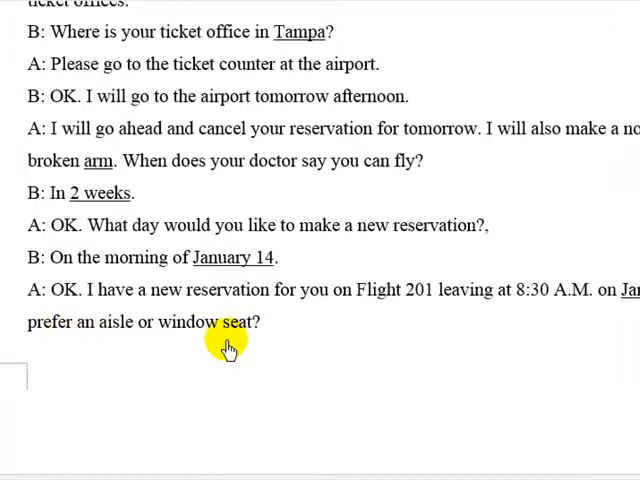 ticket offices.
B: Where is your ticket office in Tampa?
A: Please go to the ticket counter at the airport.
B: OK. I will go to the airport tomorrow afternoon.
A: I will go ahead and cancel your reservation for tomorrow. I will also make a no
broken arm. When does your doctor say you can fly?
B: In 2 weeks.
A: OK. What day would you like to make a new reservation?,
B: On the morning of January 14.
A: OK. I have a new reservation for you on Flight 201 leaving at 8:30 A.M. on Jan
prefer an aisle or window seat?